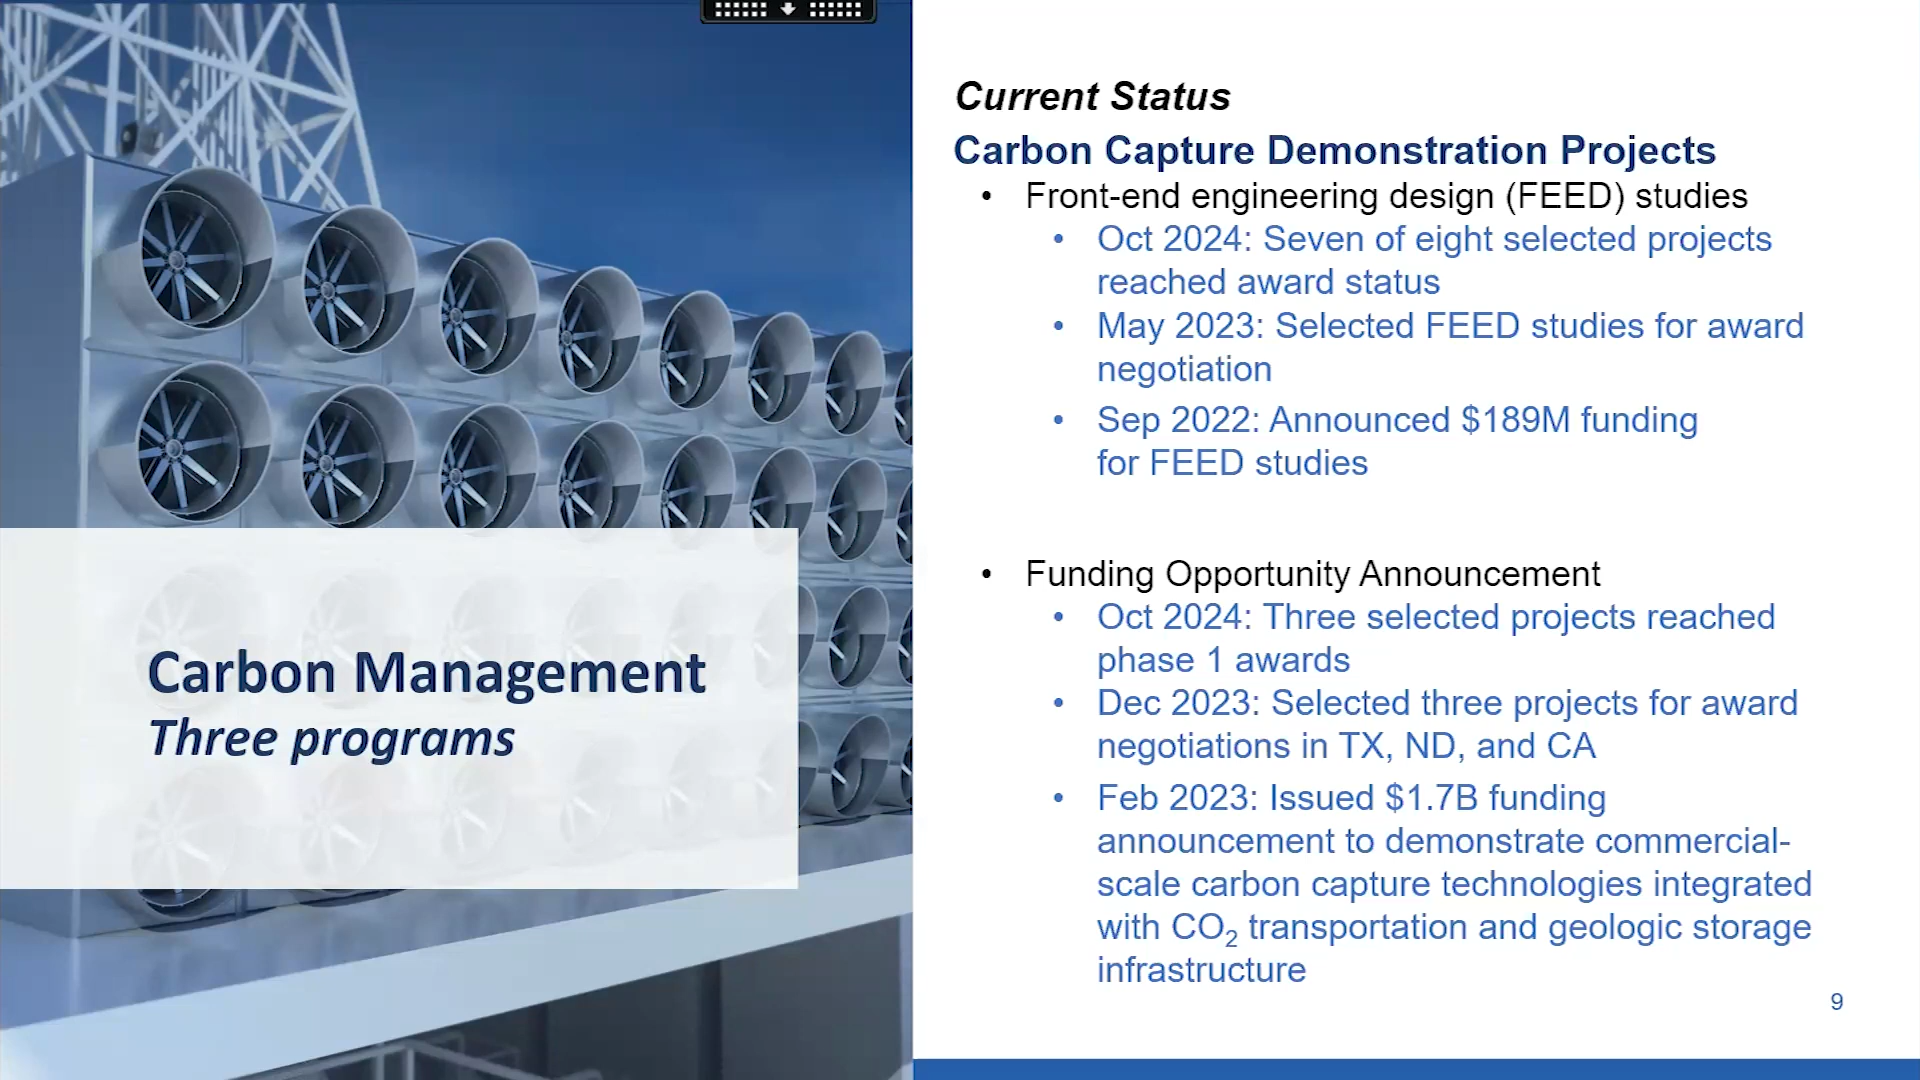 Carbon Management
Three programs
Current Status
Carbon Capture Demonstration Projects
• Front-end engineering design (FEED) studies
• Oct 2024: Seven of eight selected projects
reached award status
• May 2023: Selected FEED studies for award
negotiation
• Sep 2022: Announced $189M funding
for FEED studies
• Funding Opportunity Announcement
• Oct 2024: Three selected projects reached
phase 1 awards
• Dec 2023: Selected three projects for award
negotiations in TX, ND, and CA
• Feb 2023: Issued $1.7B funding
announcement to demonstrate commercial-
scale carbon capture technologies integrated
with CO₂ transportation and geologic storage
infrastructure
9